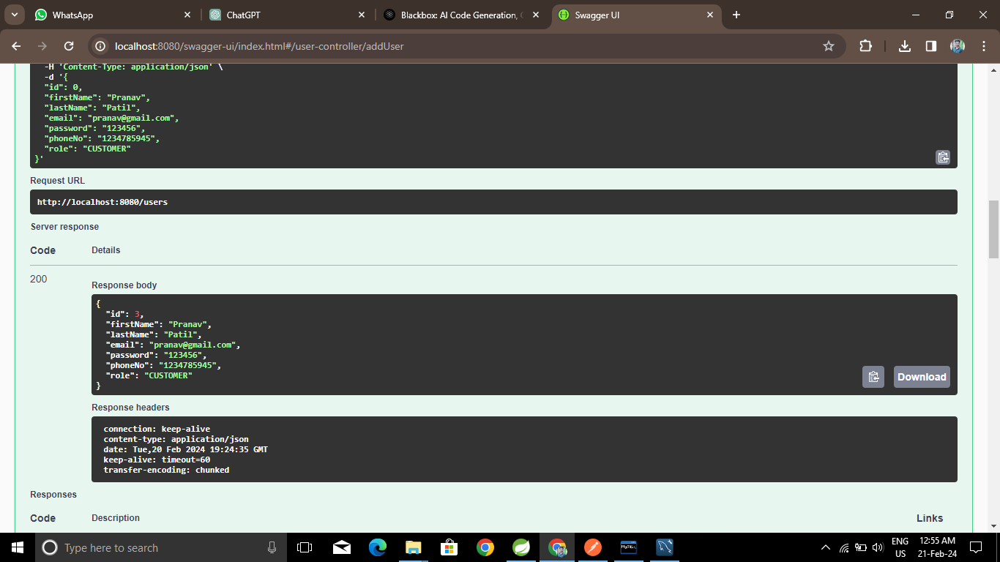 WhatsApp
ChatGPT
Blackbox: AI Code Generation,
Swagger UI
localhost:8080/swagger-ui/index.html#/user-controller/addUser
-H 'Content-Type: application/json' \
-d '{
"id": 0,
"firstName": "Pranav",
"lastName": "Patil",
"email": "pranav@gmail.com",
"password": "123456",
"phoneNo": "1234785945",
"role": "CUSTOMER"
}'
Request URL
http://localhost:8080/users
Server response
Code Details
200
Response body
{
"id": 3,
"firstName": "Pranav",
"lastName": "Patil",
"email": "pranav@gmail.com",
"password": "123456",
"phoneNo": "1234785945",
"role": "CUSTOMER"
}
Download
Response headers
connection: keep-alive
content-type: application/json
date: Tue,20 Feb 2024 19:24:35 GMT
keep-alive: timeout=60
transfer-encoding: chunked
Responses
Code Description Links
Type here to search
MySQL
ENG
US
12:55 AM
21-Feb-24